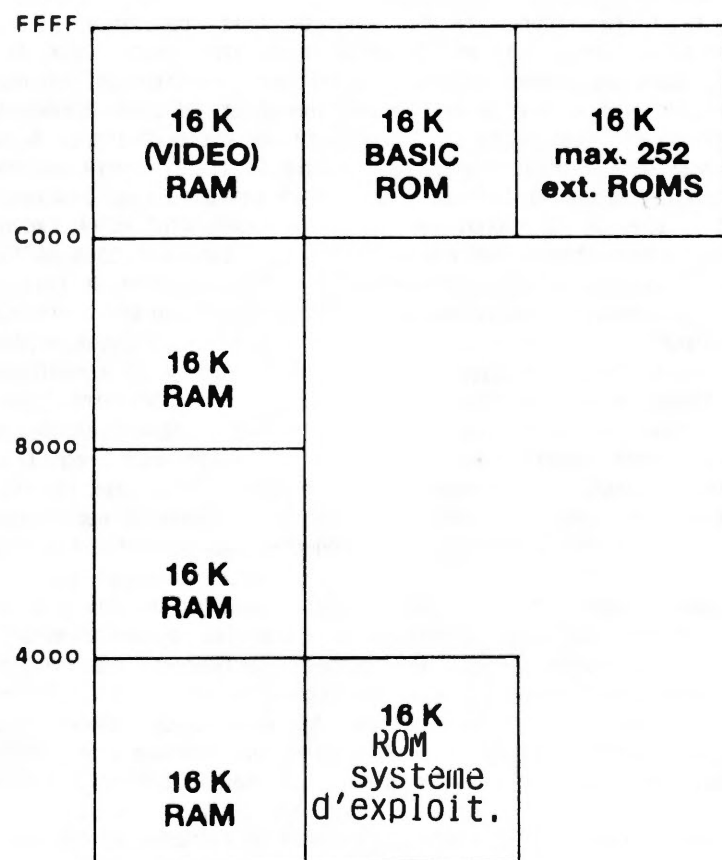 FFFF
16 K
(VIDEO)
RAM
16 K
BASIC
ROM
16 K
max. 252
ext. ROMS
C000
16 K
RAM
8000
16 K
RAM
4000
16 K
RAM
16 K
ROM
système
d'exploit.